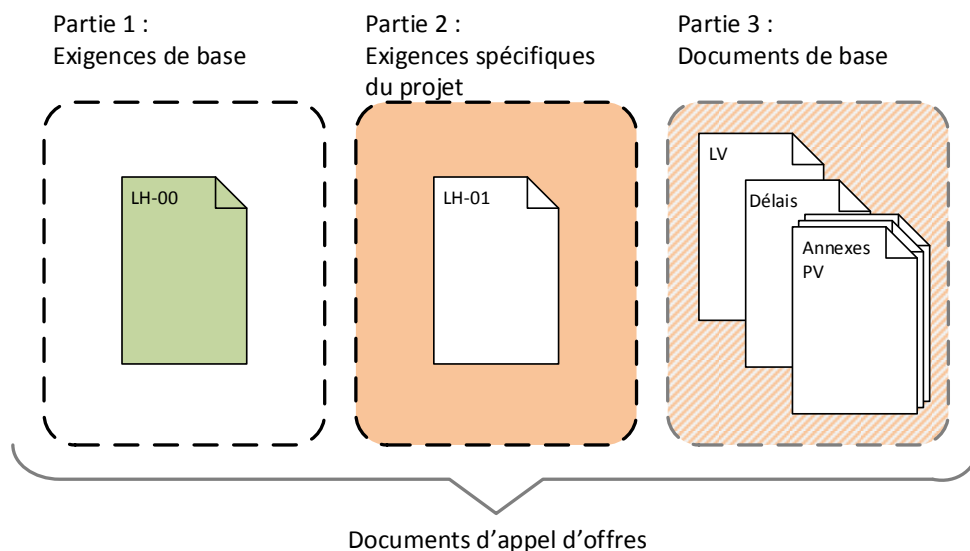 Partie 1 :
Exigences de base
Partie 2 :
Exigences spécifiques
du projet
Partie 3 :
Documents de base
LH-00
LH-01
LV
Délais
Annexes
PV
Documents d'appel d'offres